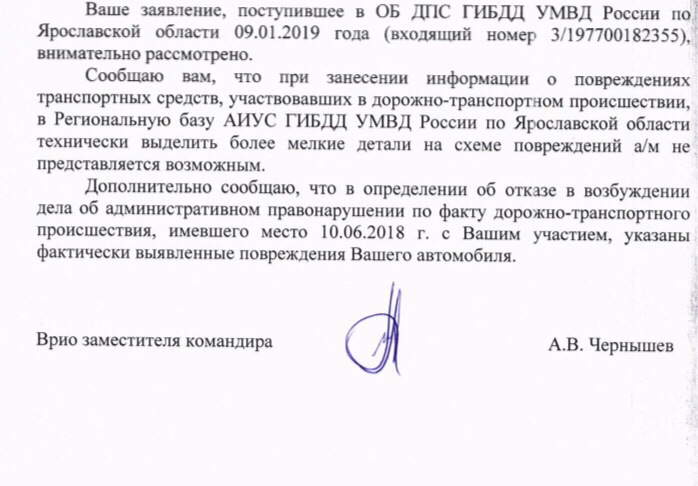 Ваше заявление, поступившее в ОБ ДПС ГИБДД УМВД России по
Ярославской области 09.01.2019 года (входящий номер 3/197700182355),
внимательно рассмотрено.
Сообщаю вам, что при занесении информации о повреждениях
транспортных средств, участвовавших в дорожно-транспортном происшествии,
в Региональную базу АИУС ГИБДД УМВД России по Ярославской области
технически выделить более мелкие детали на схеме повреждений а/м не
представляется возможным.
Дополнительно сообщаю, что в определении об отказе в возбуждении
дела об административном правонарушении по факту дорожно-транспортного
происшествия, имевшего место 10.06.2018 г. с Вашим участием, указаны
фактически выявленные повреждения Вашего автомобиля.
Врио заместителя командира А.В. Чернышев